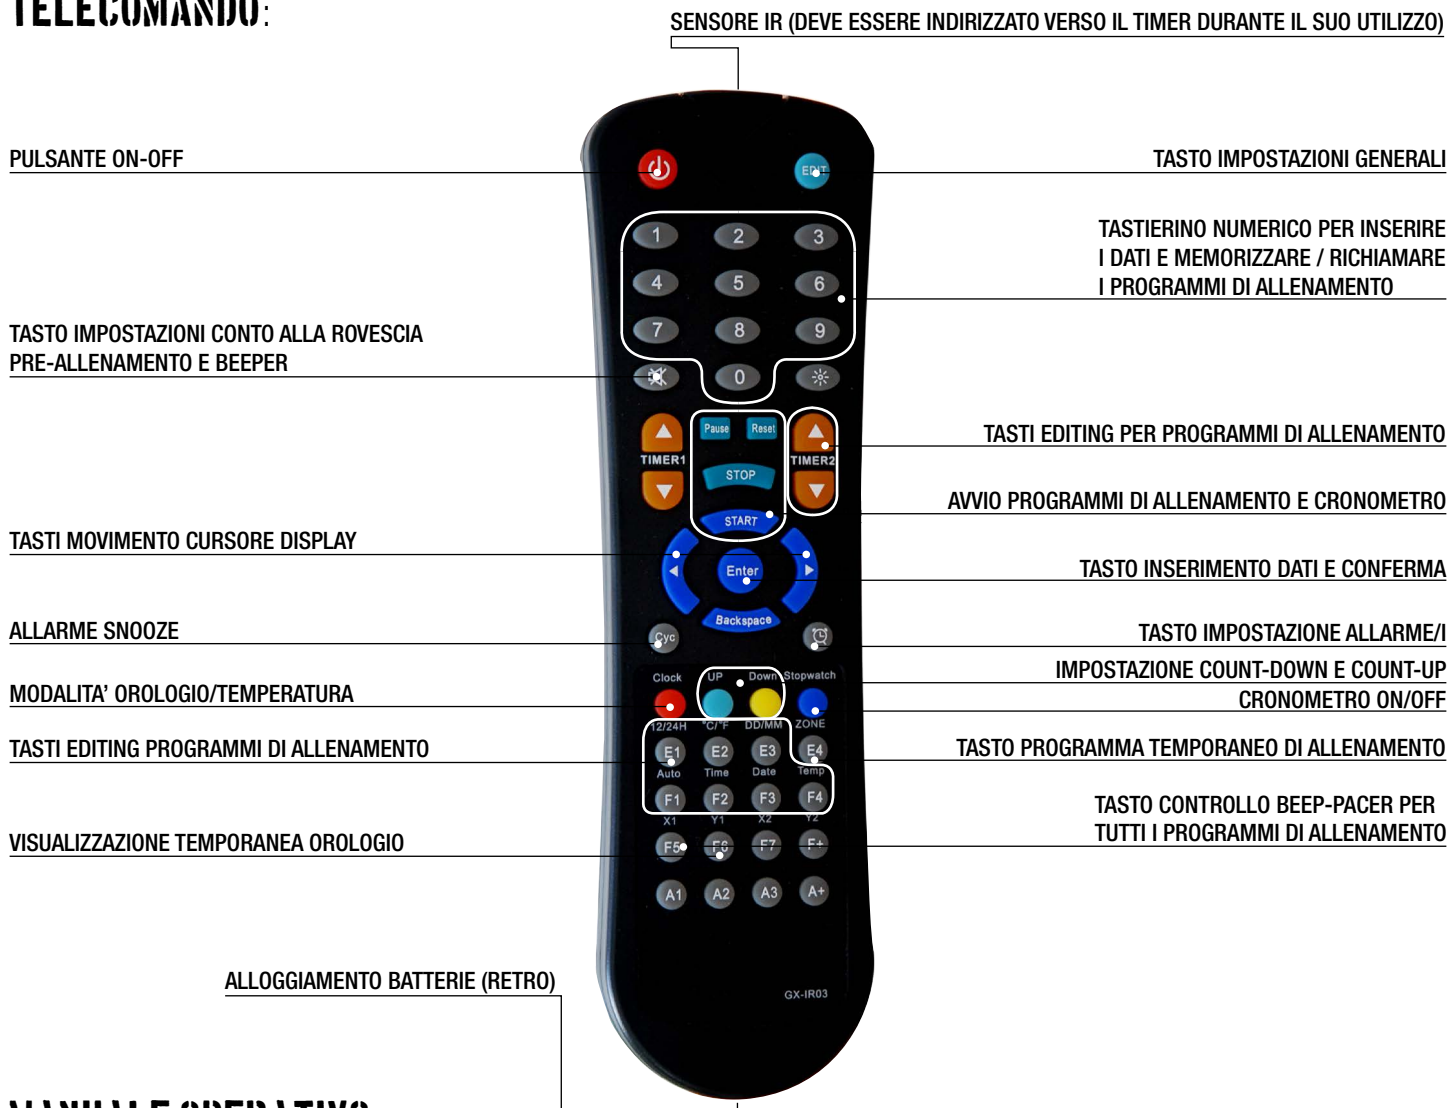 TELECOMANDO:
SENSORE IR (DEVE ESSERE INDIRIZZATO VERSO IL TIMER DURANTE IL SUO UTILIZZO)
PULSANTE ON-OFF
TASTO IMPOSTAZIONI GENERALI
EDIT
TASTIERINO NUMERICO PER INSERIRE
I DATI E MEMORIZZARE / RICHIAMARE
I PROGRAMMI DI ALLENAMENTO
1 2 3
4 5 6
7 8 9
0
TASTO IMPOSTAZIONI CONTO ALLA ROVESCIA
PRE-ALLENAMENTO E BEEPER
Pause Reset
TIMER1 TIMER2
STOP
START
TASTI EDITING PER PROGRAMMI DI ALLENAMENTO
AVVIO PROGRAMMI DI ALLENAMENTO E CRONOMETRO
TASTI MOVIMENTO CURSORE DISPLAY
Enter
TASTO INSERIMENTO DATI E CONFERMA
Backspace
ALLARME SNOOZE
Cyc
TASTO IMPOSTAZIONE ALLARME/I
IMPOSTAZIONE COUNT-DOWN E COUNT-UP
Clock UP Down Stopwatch
MODALITA' OROLOGIO/TEMPERATURA
CRONOMETRO ON/OFF
12/24H °C/°F DD/MM ZONE
TASTI EDITING PROGRAMMI DI ALLENAMENTO
E1 E2 E3 E4
TASTO PROGRAMMA TEMPORANEO DI ALLENAMENTO
Auto Time Date Temp
F1 F2 F3 F4
TASTO CONTROLLO BEEP-PACER PER
TUTTI I PROGRAMMI DI ALLENAMENTO
X1 Y1 X2 Y2
VISUALIZZAZIONE TEMPORANEA OROLOGIO
F5 F6 F7 F+
A1 A2 A3 A+
ALLOGGIAMENTO BATTERIE (RETRO)
GX-IR03
MANUALE OPERATIVO